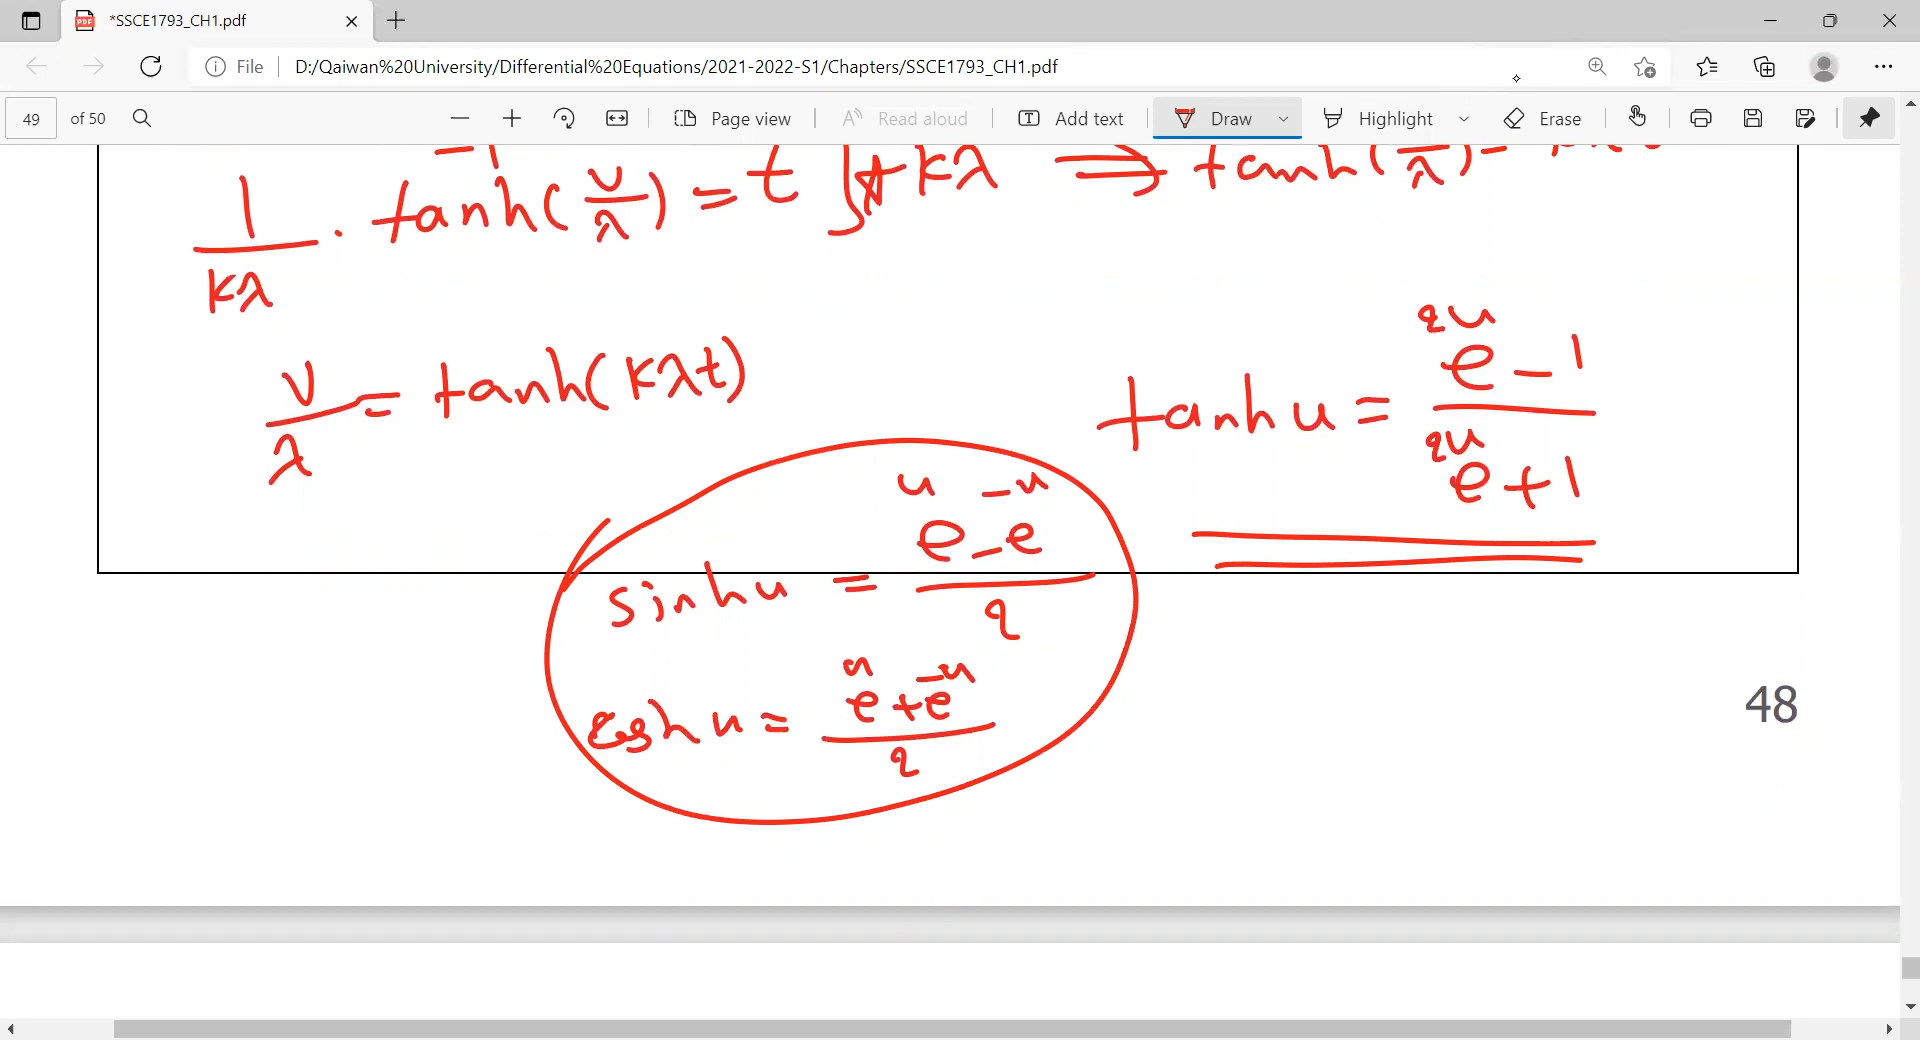 *SSCE1793_CH1.pdf
File D:/Qaiwan%20University/Differential%20Equations/2021-2022-S1/Chapters/SSCE1793_CH1.pdf
49 of 50 Page view Read aloud Add text Draw Highlight Erase
1/kλ · tanh⁻¹(v/λ) = t ] * kλ ⟹ tanh (v/λ) =
v/λ = tanh(kλt)
tanh u = (e^2u − 1)/(e^2u + 1)
sinh u = (e^u − e^−u)/2
cosh u = (e^u + e^−u)/2
48